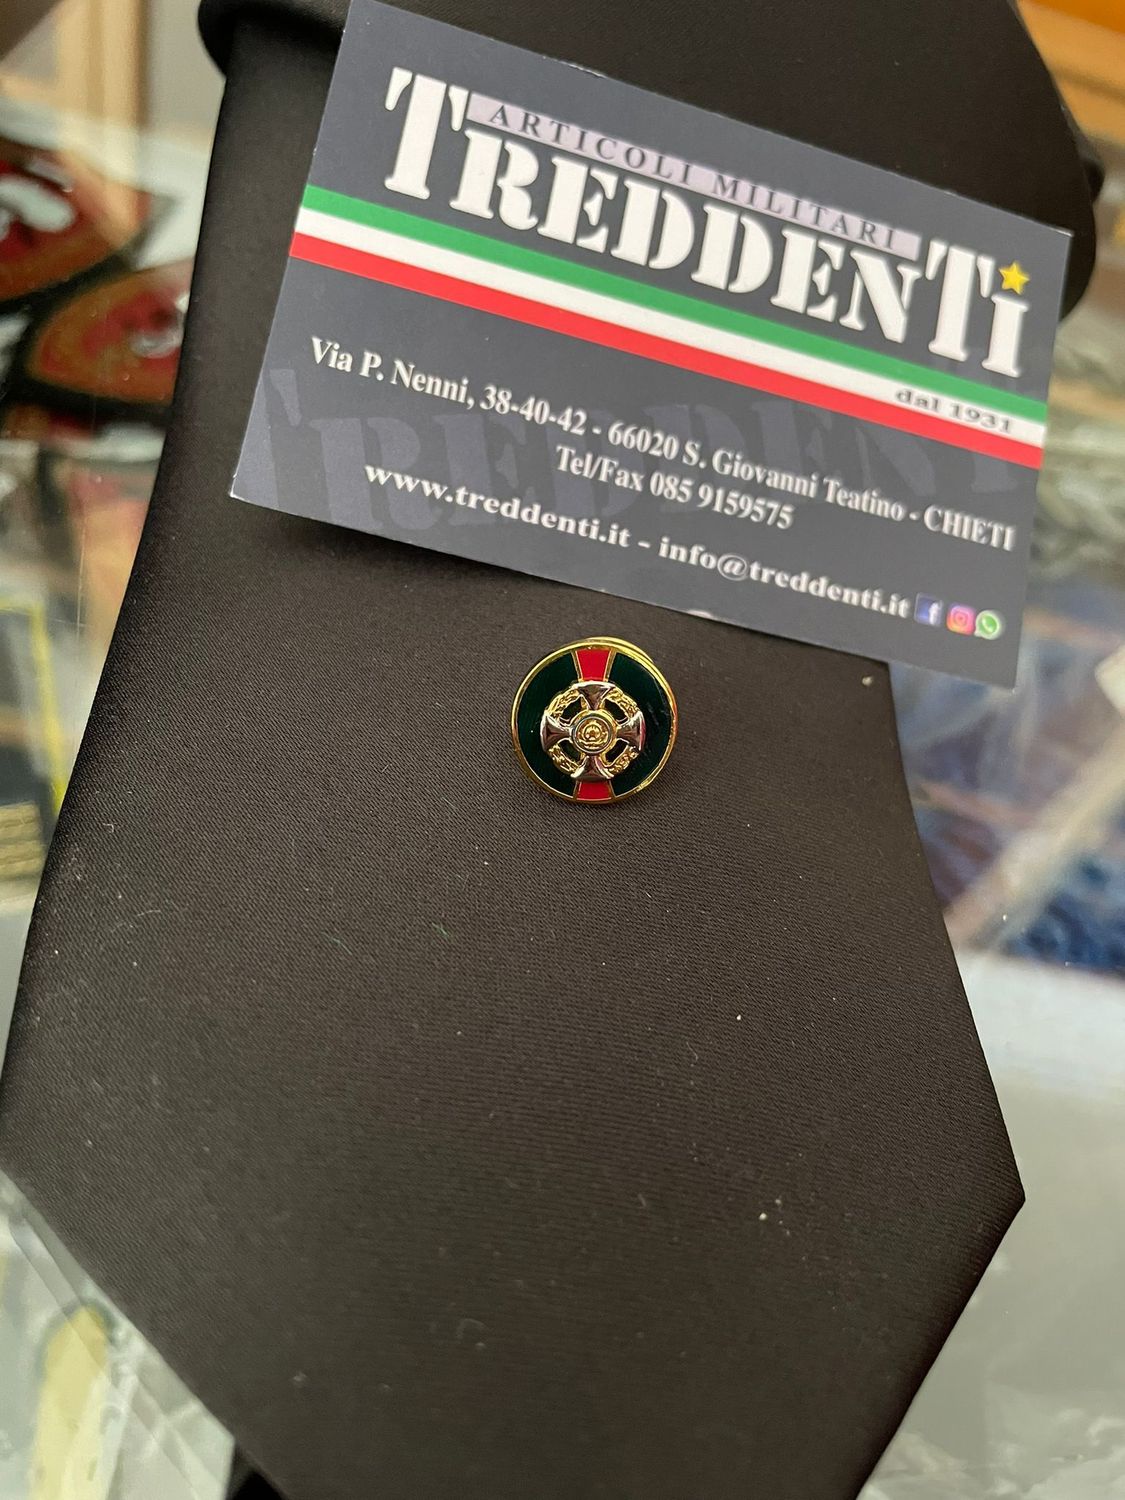 ARTICOLI MILITARI
TREDDENTi
dal 1931
Via P. Nenni, 38-40-42 - 66020 S. Giovanni Teatino - CHIETI
Tel/Fax 085 9159575
www.treddenti.it - info@treddenti.it